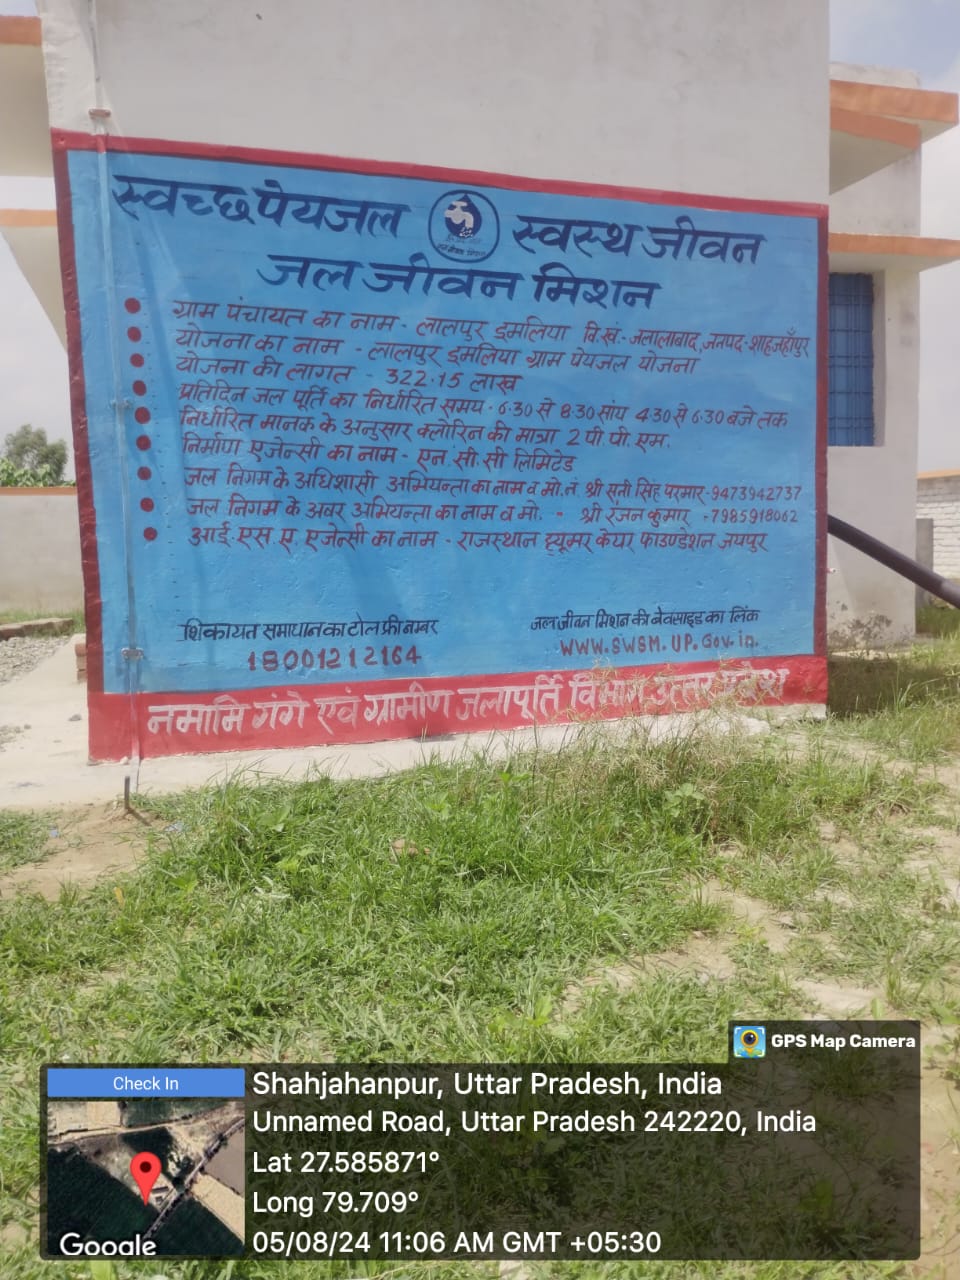 स्वच्छ पेयजल स्वस्थ जीवन
जल जीवन मिशन
ग्राम पंचायत का नाम - लालपुर इमलिया वि.खं.- जलालाबाद, जनपद - शाहजहाँपुर
योजना का नाम - लालपुर इमलिया ग्राम पेयजल योजना
योजना की लागत - 322.15 लाख
प्रतिदिन जल पूर्ति का निर्धारित समय - 6.30 से 8.30 सांय 4.30 से 6.30 बजे तक
निर्धारित मानक के अनुसार क्लोरिन की मात्रा 2 पी.पी.एम.
निर्माण एजेन्सी का नाम - एन.सी.सी लिमिटेड
जल निगम के अधिशासी अभियन्ता का नाम व मो.नं. श्री सिंह परमार - 9473942737
जल निगम के अवर अभियन्ता का नाम व मो. - श्री रंजन कुमार - 7985918062
आई.एस.ए. एजेन्सी का नाम - राजस्थान ह्यूमर केयर फाउण्डेशन जयपुर
शिकायत समाधान का टोल फ्री नम्बर
18001212164
जल जीवन मिशन की वेवसाइड का लिंक
WWW.SWSM.UP.Gov.in.
नमामि गंगे एवं ग्रामीण जलापूर्ति विभाग, उत्तर प्रदेश
GPS Map Camera
Check In
Google
Shahjahanpur, Uttar Pradesh, India
Unnamed Road, Uttar Pradesh 242220, India
Lat 27.585871°
Long 79.709°
05/08/24 11:06 AM GMT +05:30